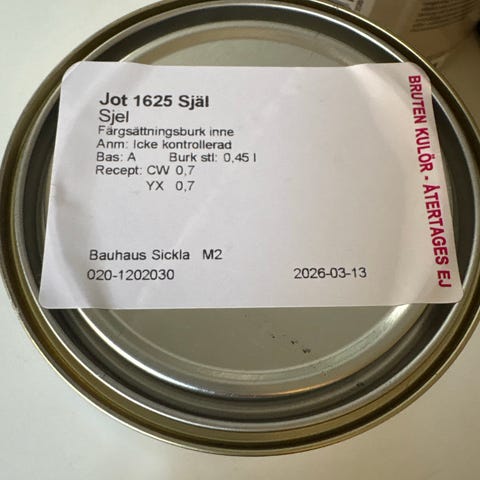 Jot 1625 Själ
Sjel
Färgsättningsburk inne
Anm: Icke kontrollerad
Bas: A Burk stl: 0,45 l
Recept: CW 0,7
YX 0,7
Bauhaus Sickla M2
020-1202030 2026-03-13
BRUTEN KULÖR - ÅTERTAGES EJ